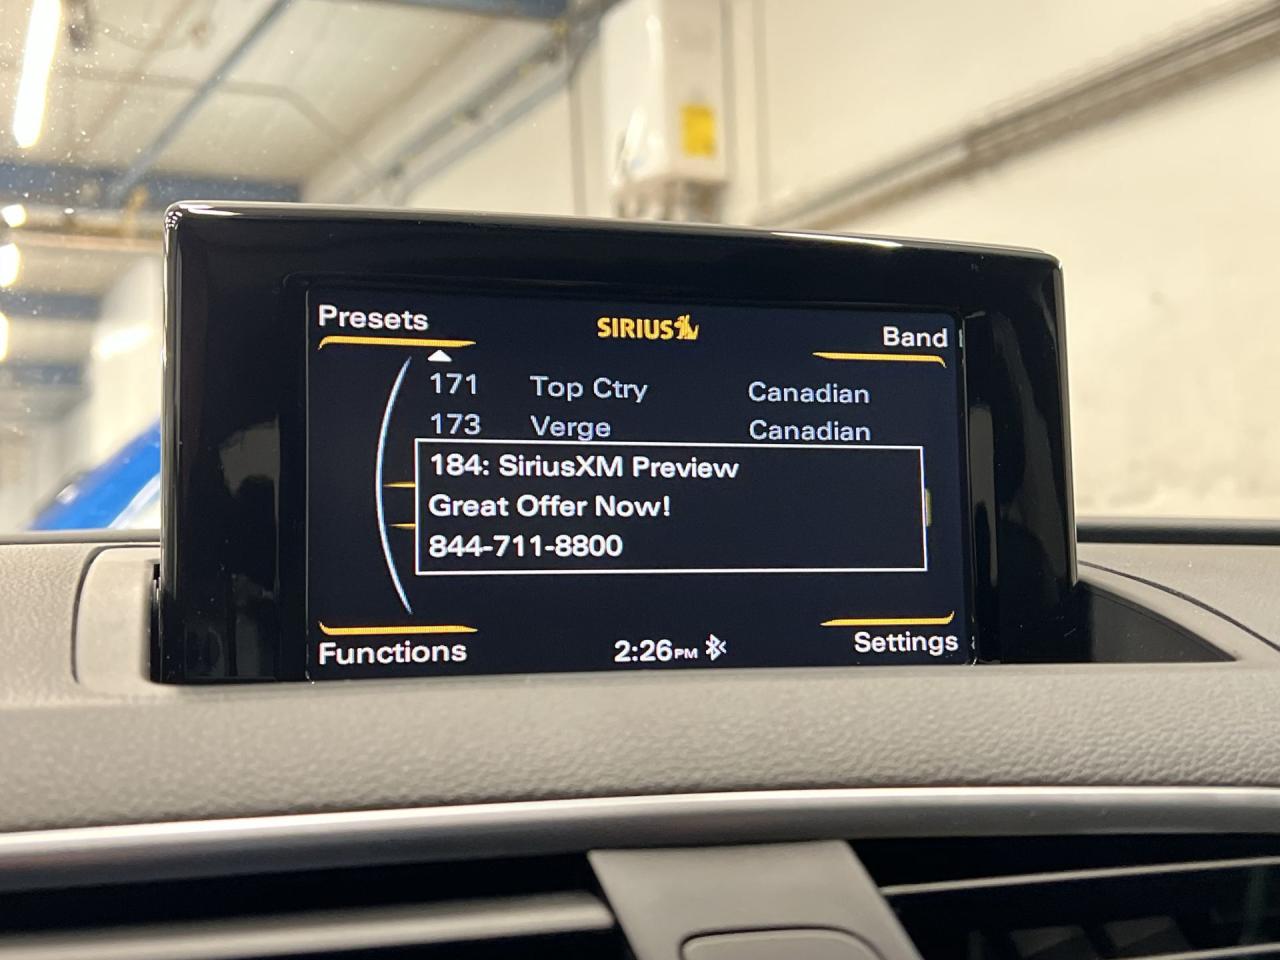 Presets
SIRIUS
Band
171 Top Ctry Canadian
173 Verge Canadian
184: SiriusXM Preview
Great Offer Now!
844-711-8800
Functions
2:26PM
Settings